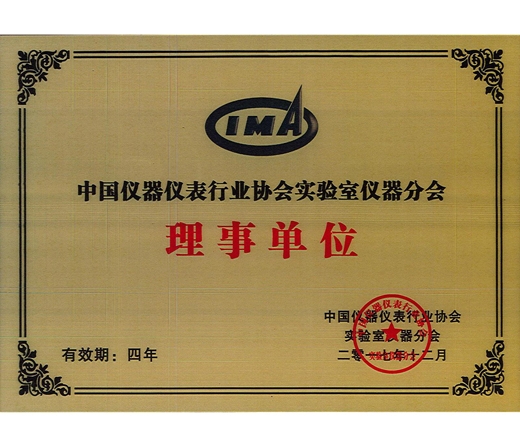 IMA
中国仪器仪表行业协会实验室仪器分会
理事单位
中国仪器仪表行业协会
实验室仪器分会
有效期：四年
二零一七年十二月